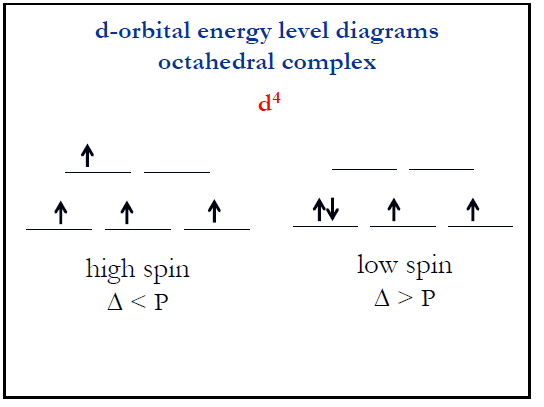 d-orbital energy level diagrams
octahedral complex
d⁴
high spin
Δ < P
low spin
Δ > P